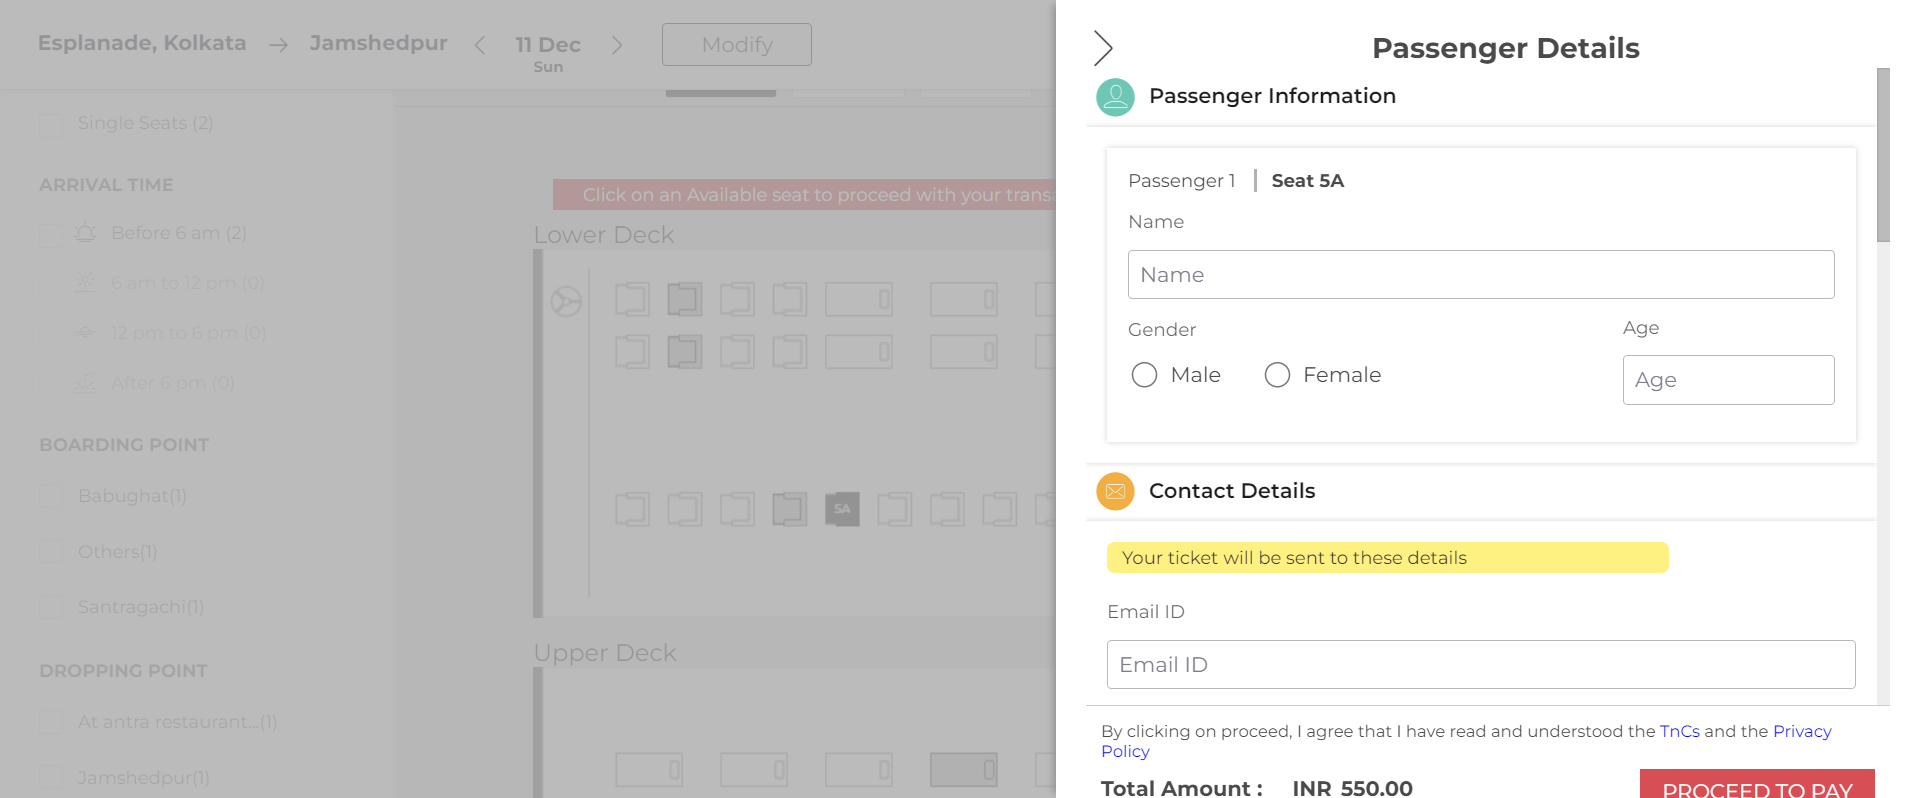 Esplanade, Kolkata → Jamshedpur < 11 Dec > Modify
Sun
Single Seats (2)
ARRIVAL TIME
Before 6 am (2)
6 am to 12 pm (0)
12 pm to 6 pm (0)
After 6 pm (0)
BOARDING POINT
Babughat(1)
Others(1)
Santragachi(1)
DROPPING POINT
At antra restaurant...(1)
Jamshedpur(1)
Click on an Available seat to proceed with your
Lower Deck
5A
Upper Deck
Passenger Details
Passenger Information
Passenger 1 | Seat 5A
Name
Name
Gender
Age
Male Female
Age
Contact Details
Your ticket will be sent to these details
Email ID
Email ID
By clicking on proceed, I agree that I have read and understood the TnCs and the Privacy
Policy
Total Amount : INR 550.00
PROCEED TO PAY